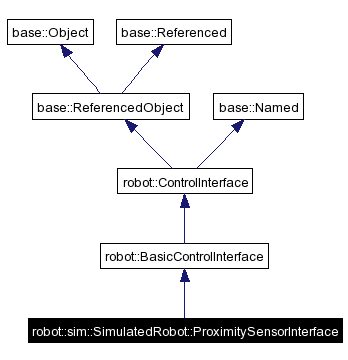 base::Object
base::Referenced
base::ReferencedObject
base::Named
robot::ControlInterface
robot::BasicControlInterface
robot::sim::SimulatedRobot::ProximitySensorInterface